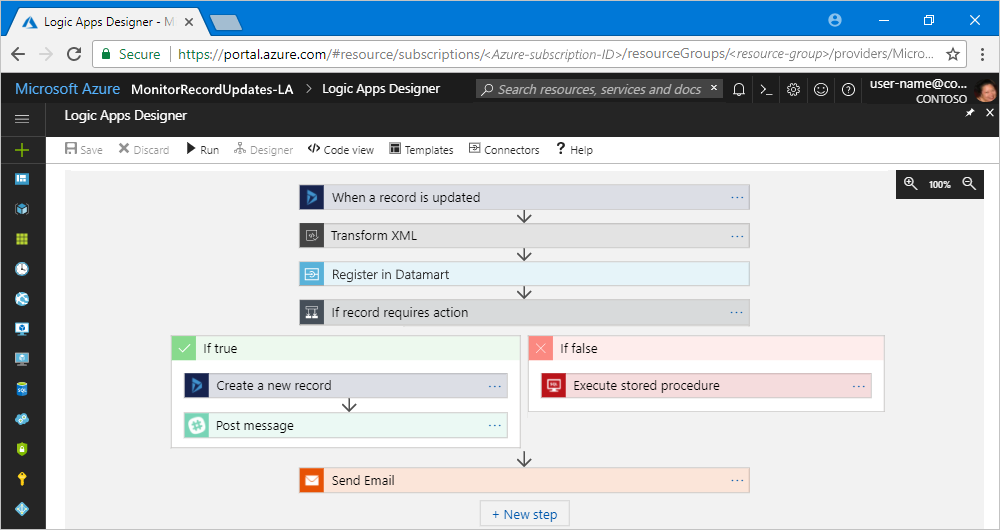 Logic Apps Designer - M
Secure
https://portal.azure.com/#resource/subscriptions/<Azure-subscription-ID>/resourceGroups/<resource-group>/providers/Micro...
Microsoft Azure MonitorRecordUpdates-LA > Logic Apps Designer
Search resources, services and docs
user-name@co...
CONTOSO
Logic Apps Designer
Save Discard Run Designer Code view Templates Connectors Help
100%
When a record is updated
Transform XML
Register in Datamart
If record requires action
If true
Create a new record
Post message
If false
Execute stored procedure
Send Email
+ New step